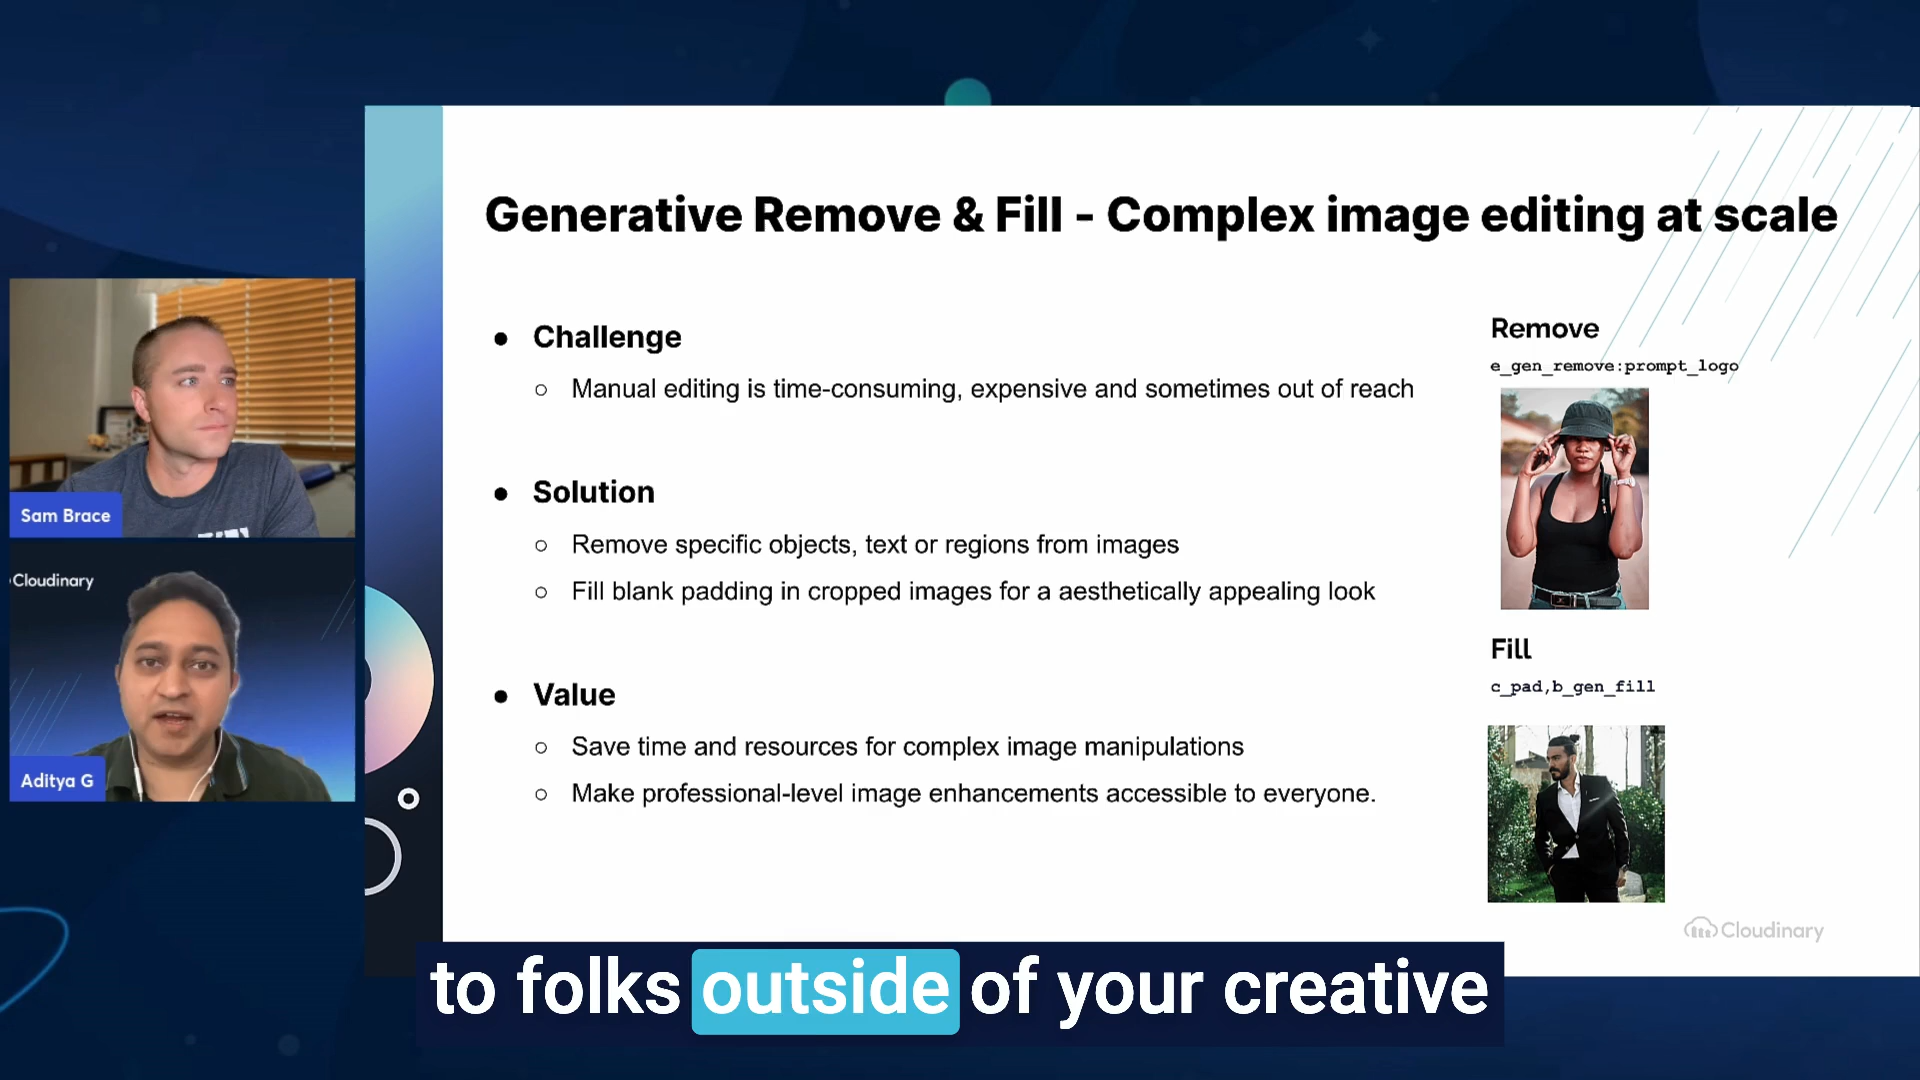 Generative Remove & Fill - Complex image editing at scale
● Challenge
○ Manual editing is time-consuming, expensive and sometimes out of reach
● Solution
○ Remove specific objects, text or regions from images
○ Fill blank padding in cropped images for a aesthetically appealing look
● Value
○ Save time and resources for complex image manipulations
○ Make professional-level image enhancements accessible to everyone.
Remove
e_gen_remove:prompt_logo
Fill
c_pad,b_gen_fill
Cloudinary
Sam Brace
Cloudinary
Aditya G
to folks outside of your creative